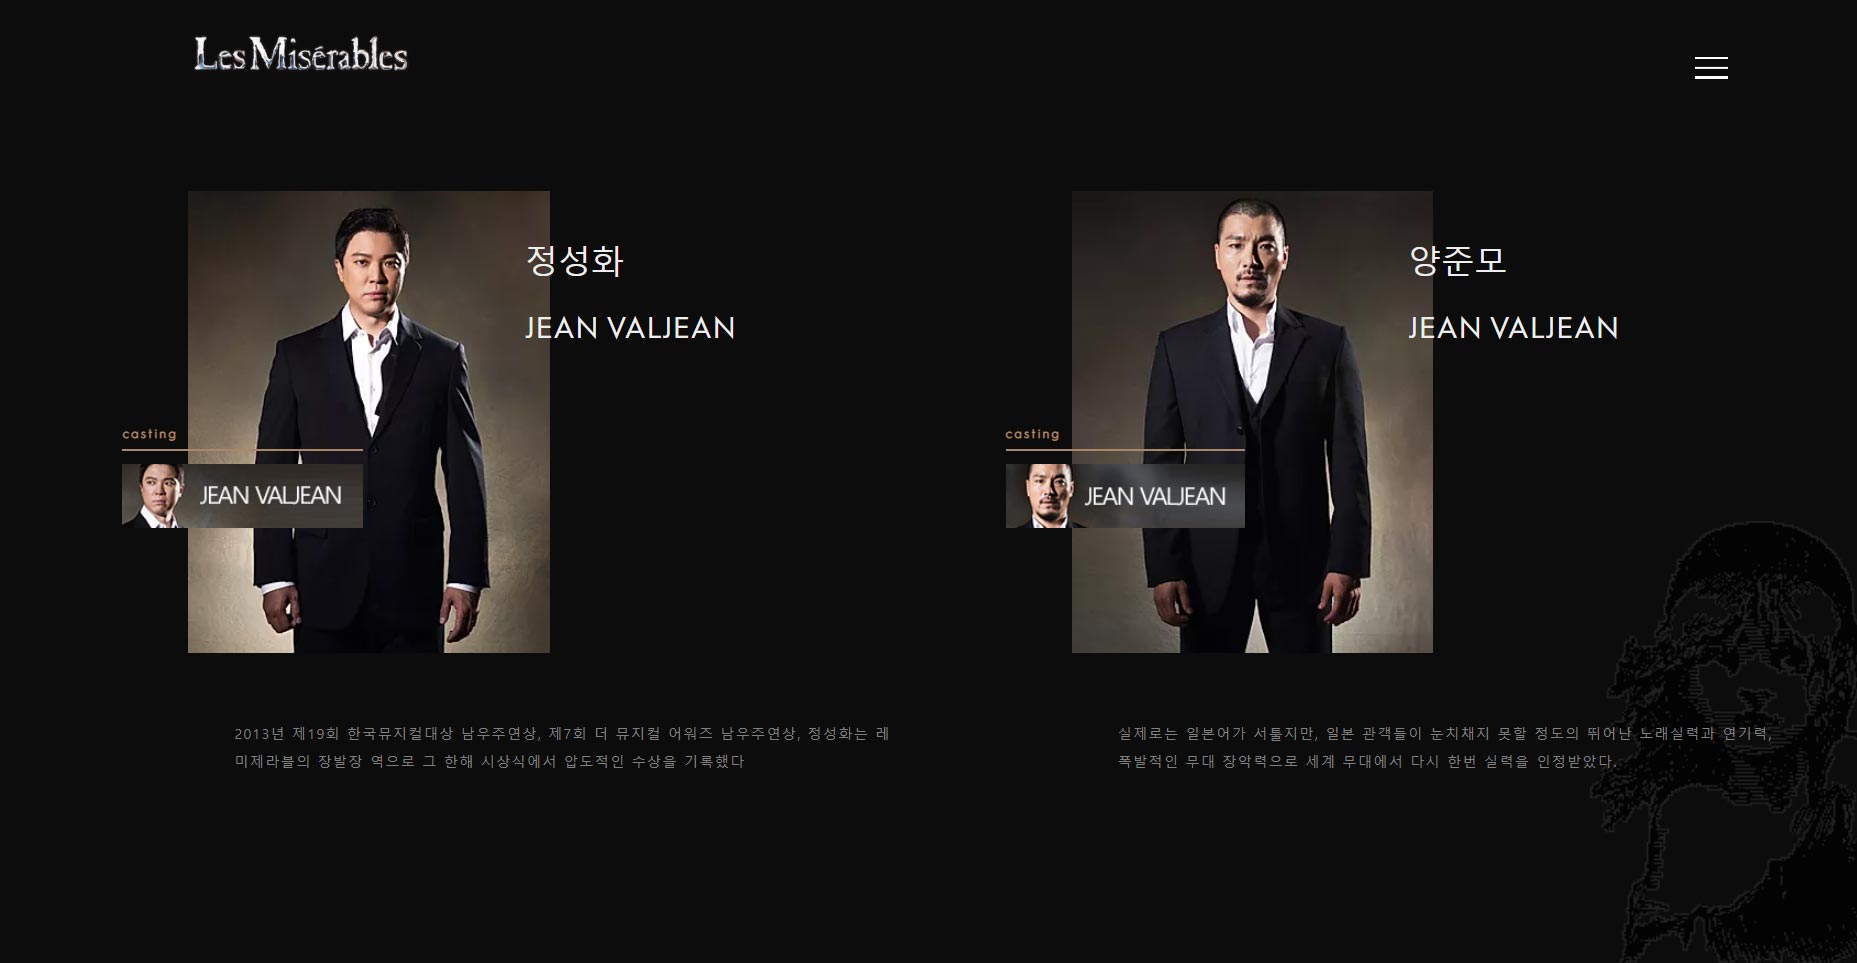 Les Misérables
정성화
JEAN VALJEAN
casting
JEAN VALJEAN
2013년 제19회 한국뮤지컬대상 남우주연상, 제7회 더 뮤지컬 어워즈 남우주연상, 정성화는 레
미제라블의 장발장 역으로 그 한해 시상식에서 압도적인 수상을 기록했다
양준모
JEAN VALJEAN
casting
JEAN VALJEAN
실제로는 일본어가 서툴지만, 일본 관객들이 눈치채지 못할 정도의 뛰어난 노래실력과 연기력,
폭발적인 무대 장악력으로 세계 무대에서 다시 한번 실력을 인정받았다.